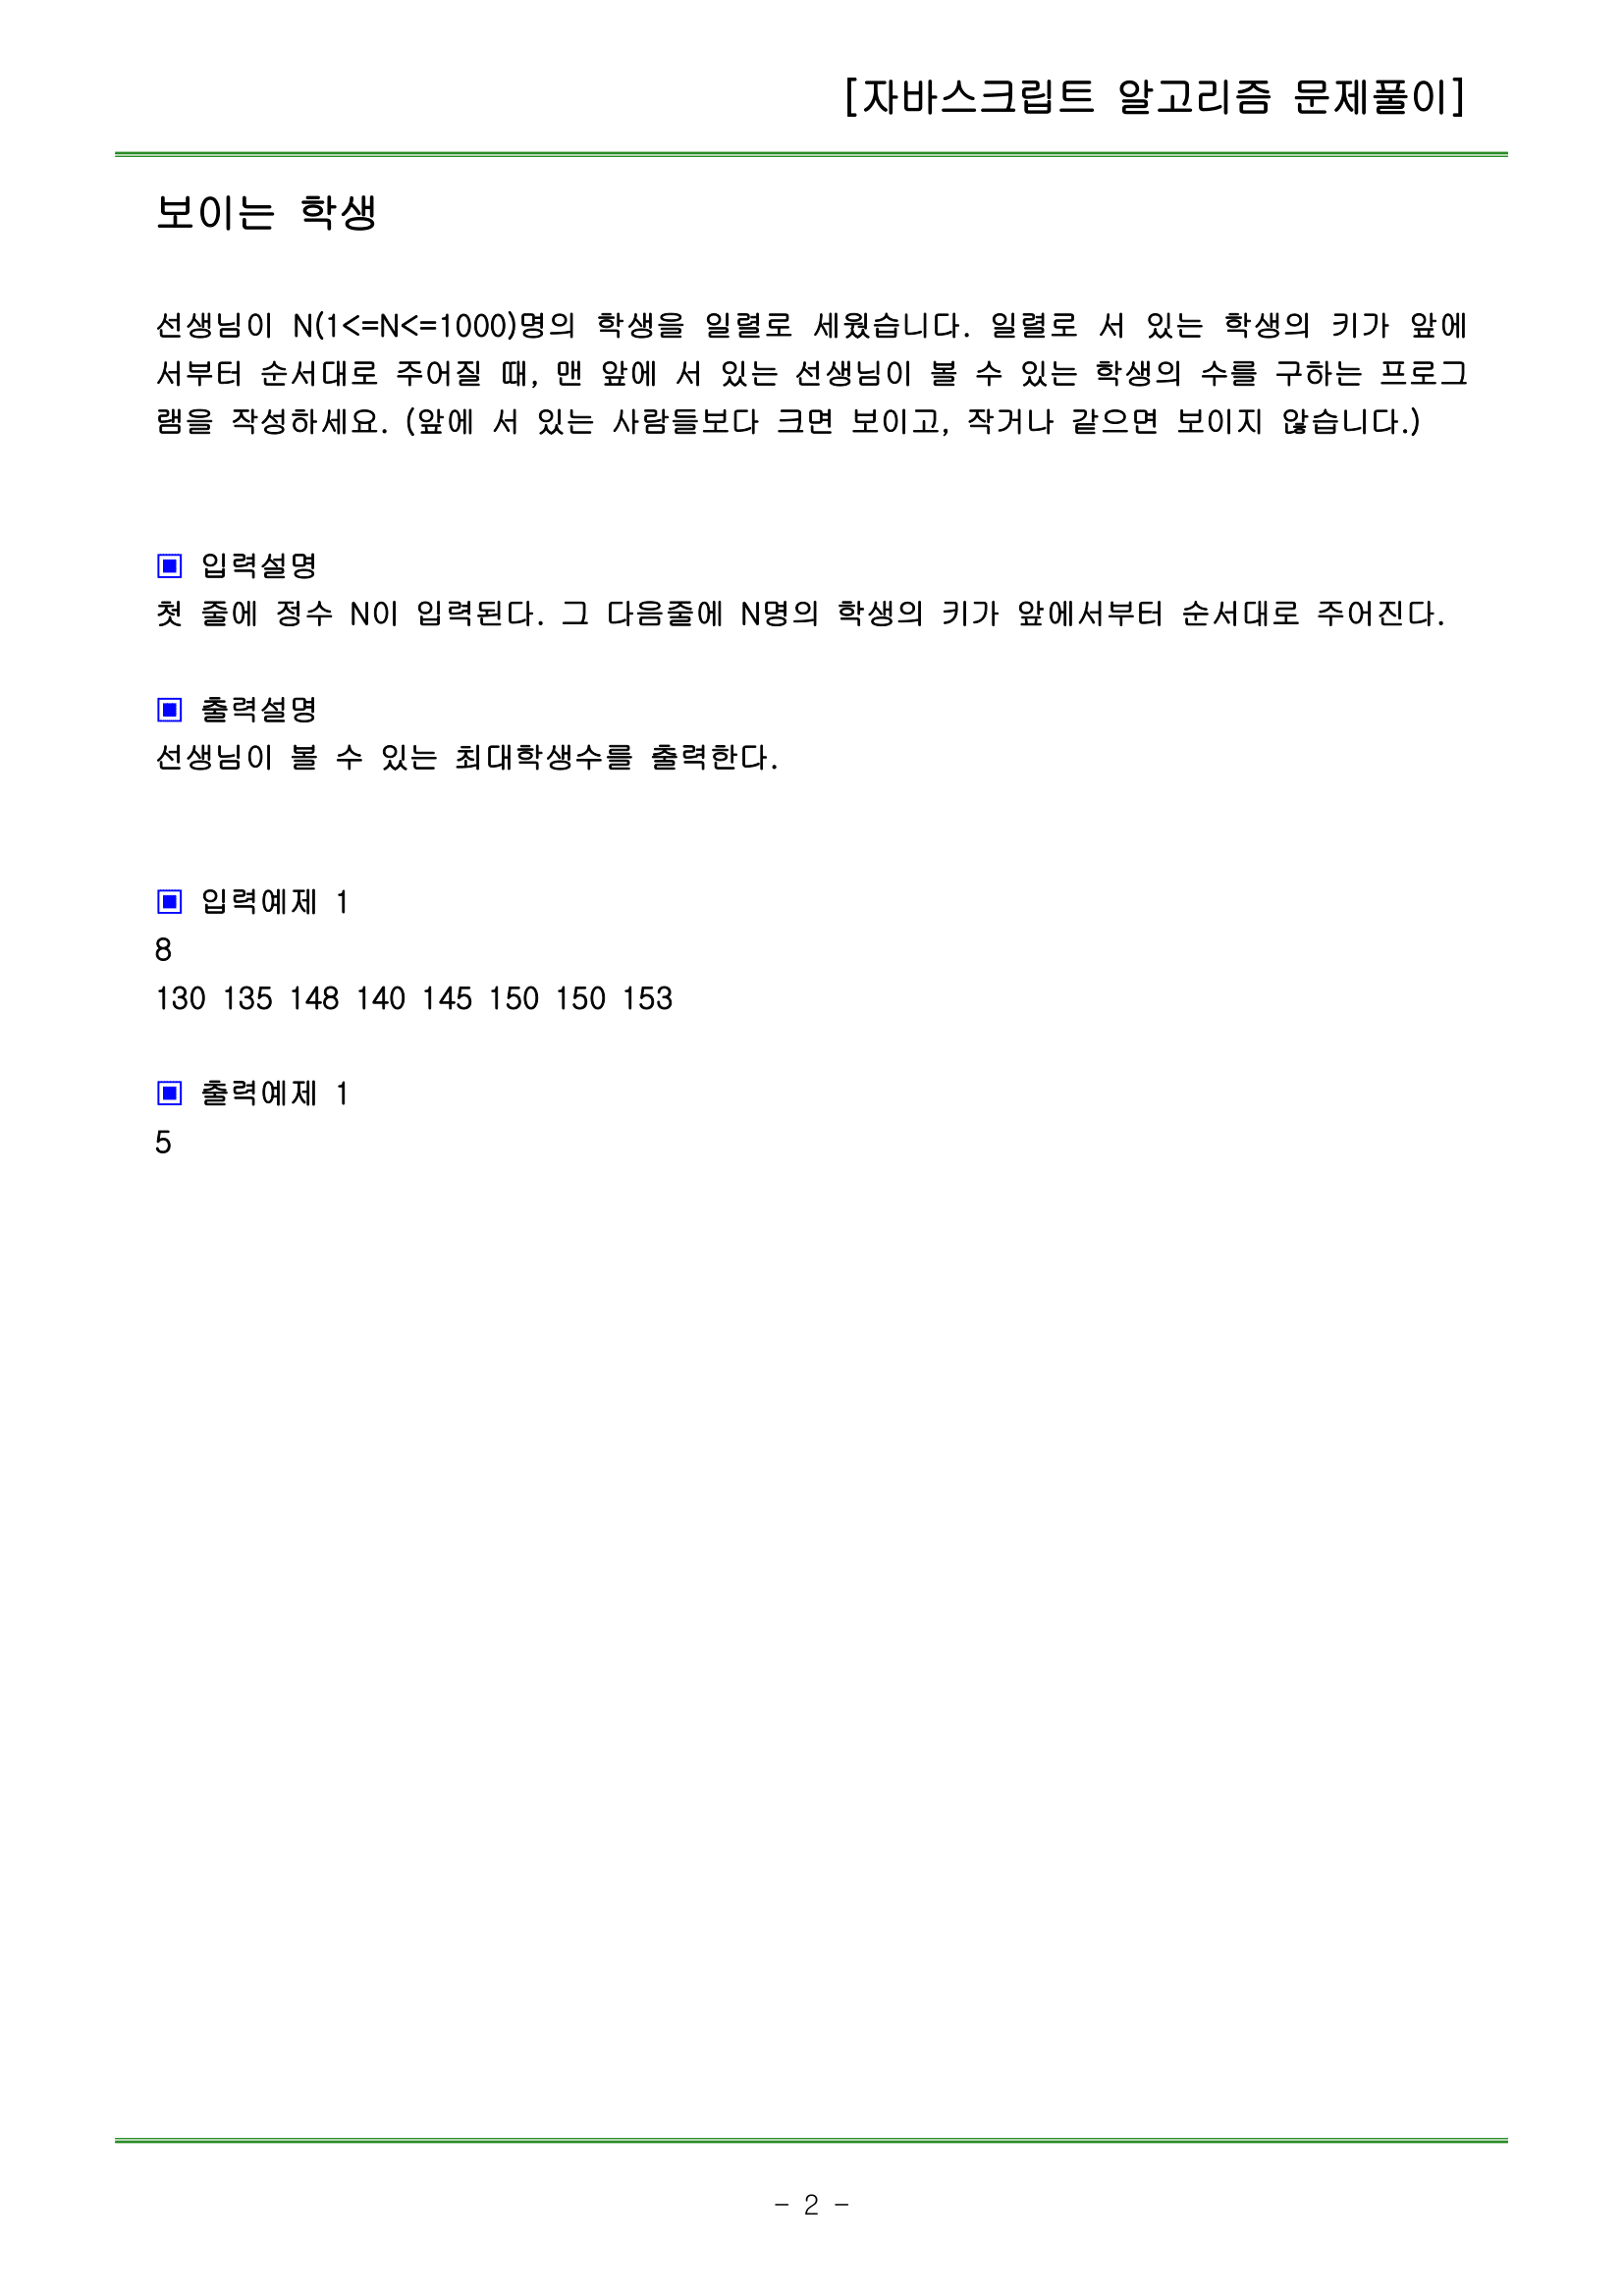 [자바스크립트 알고리즘 문제풀이]
보이는 학생
선생님이 N(1<=N<=1000)명의 학생을 일렬로 세웠습니다. 일렬로 서 있는 학생의 키가 앞에
서부터 순서대로 주어질 때, 맨 앞에 서 있는 선생님이 볼 수 있는 학생의 수를 구하는 프로그
램을 작성하세요. (앞에 서 있는 사람들보다 크면 보이고, 작거나 같으면 보이지 않습니다.)
▣ 입력설명
첫 줄에 정수 N이 입력된다. 그 다음줄에 N명의 학생의 키가 앞에서부터 순서대로 주어진다.
▣ 출력설명
선생님이 볼 수 있는 최대학생수를 출력한다.
▣ 입력예제 1
8
130 135 148 140 145 150 150 153
▣ 출력예제 1
5
- 2 -